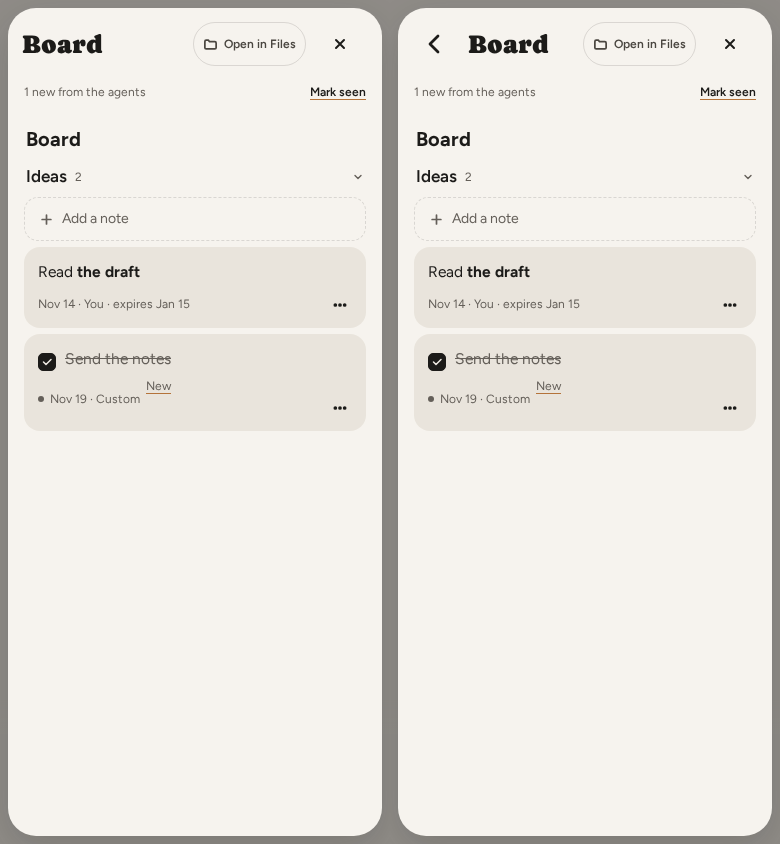 Board
Open in Files
1 new from the agents
Mark seen
Board
Ideas 2
Add a note
Read the draft
Nov 14 · You · expires Jan 15
Send the notes
New
Nov 19 · Custom
Board
Open in Files
1 new from the agents
Mark seen
Board
Ideas 2
Add a note
Read the draft
Nov 14 · You · expires Jan 15
Send the notes
New
Nov 19 · Custom